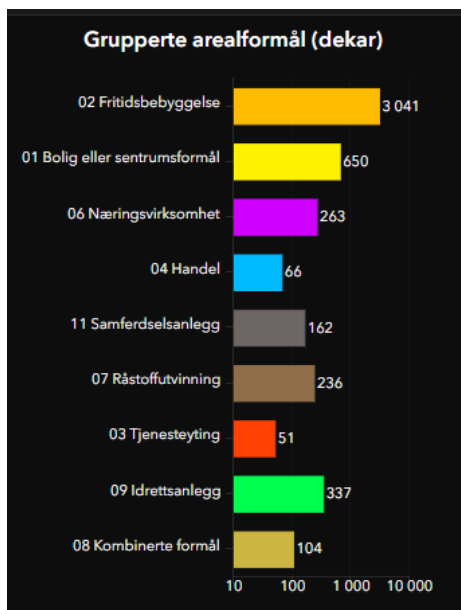 Grupperte arealformål (dekar)
02 Fritidsbebyggelse 3 041
01 Bolig eller sentrumsformål 650
06 Næringsvirksomhet 263
04 Handel 66
11 Samferdselsanlegg 162
07 Råstoffutvinning 236
03 Tjenesteyting 51
09 Idrettsanlegg 337
08 Kombinerte formål 104
10 100 1 000 10 000